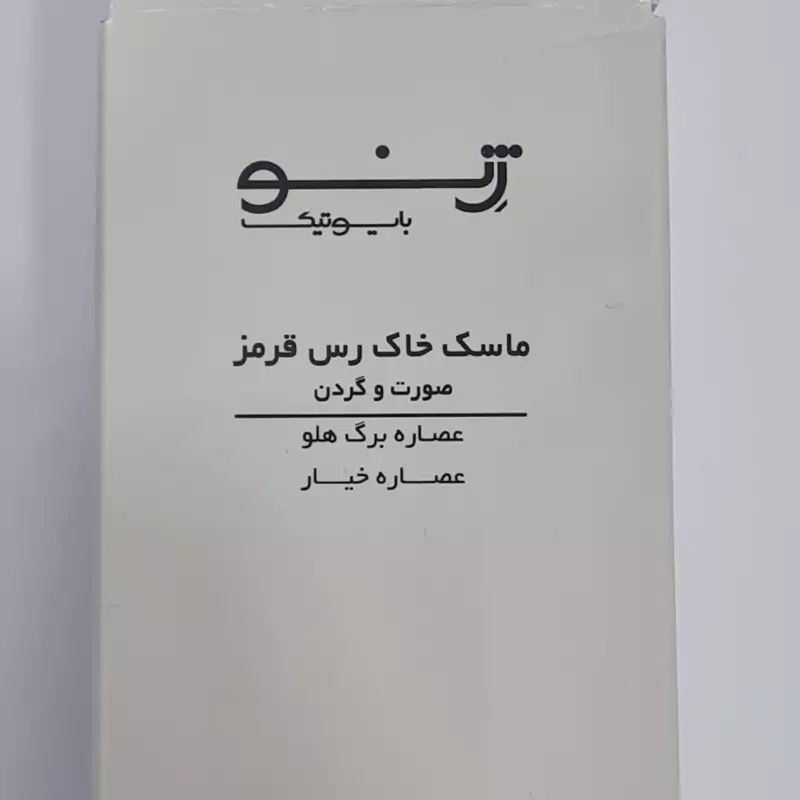 ژنو
بایوتیک
ماسک خاک رس قرمز
صورت و گردن
عصاره برگ هلو
عصاره خیار